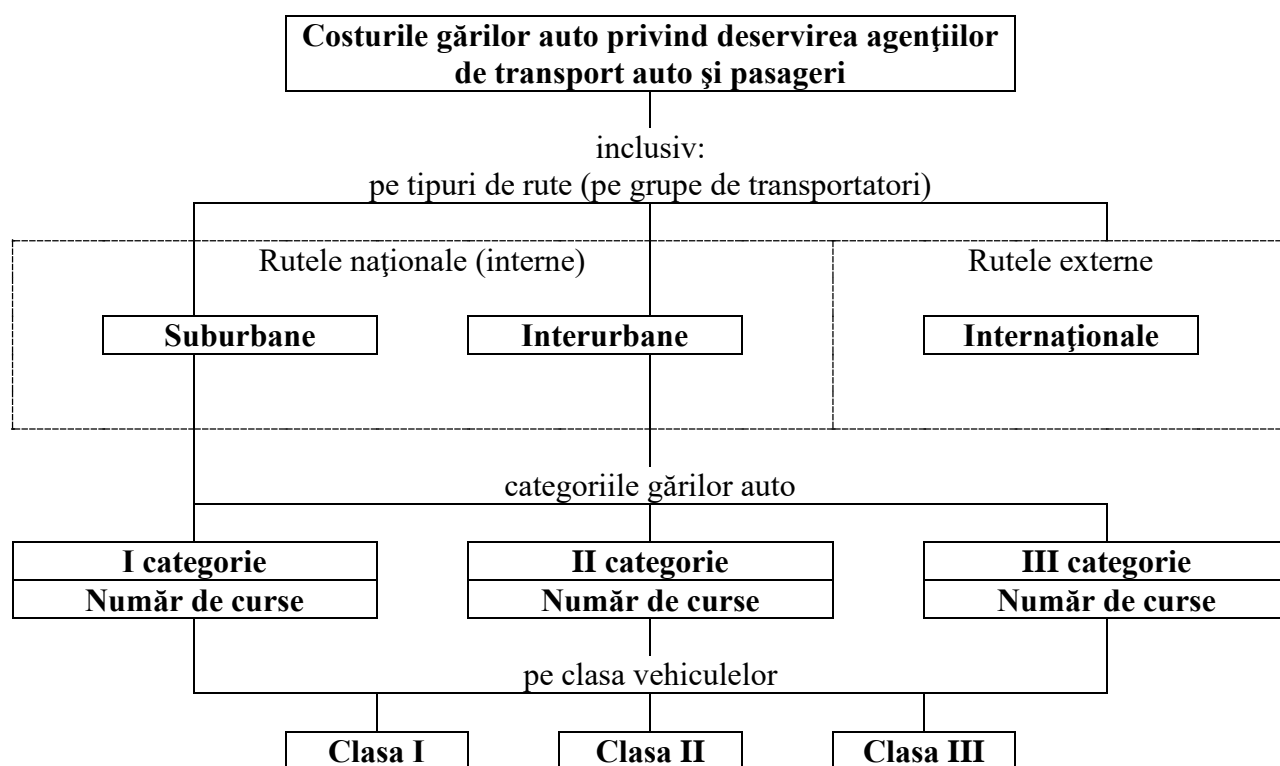 Costurile gărilor auto privind deservirea agenţiilor
de transport auto şi pasageri
inclusiv:
pe tipuri de rute (pe grupe de transportatori)
Rutele naţionale (interne)
Rutele externe
Suburbane
Interurbane
Internaţionale
categoriile gărilor auto
I categorie
II categorie
III categorie
Număr de curse
Număr de curse
Număr de curse
pe clasa vehiculelor
Clasa I
Clasa II
Clasa III